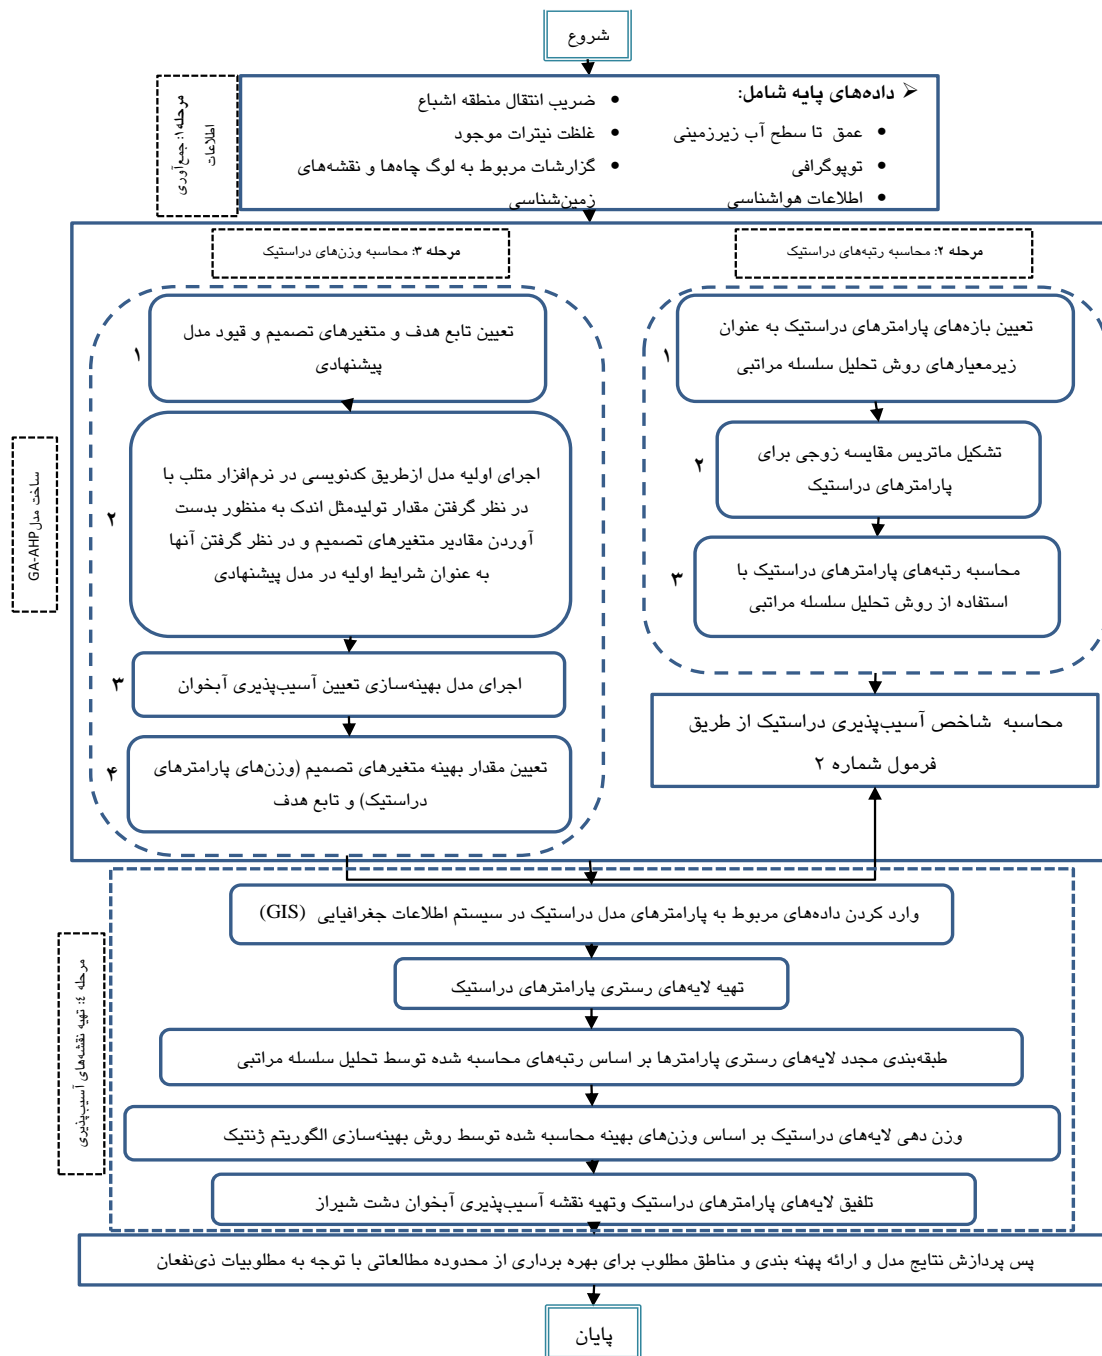 شروع
مرحله۱: جمع‌آوری
اطلاعات
داده‌های پایه شامل:
عمق تا سطح آب زیرزمینی
توپوگرافی
اطلاعات هواشناسی
ضریب انتقال منطقه اشباع
غلظت نیترات موجود
گزارشات مربوط به لوگ چاه‌ها و نقشه‌های
زمین‌شناسی
ساخت مدل GA-AHP
مرحله ۲: محاسبه رتبه‌های دراستیک
۱
تعیین بازه‌های پارامترهای دراستیک به عنوان
زیرمعیارهای روش تحلیل سلسله مراتبی
۲
تشکیل ماتریس مقایسه زوجی برای
پارامترهای دراستیک
۳
محاسبه رتبه‌های پارامترهای دراستیک با
استفاده از روش تحلیل سلسله مراتبی
محاسبه شاخص آسیب‌پذیری دراستیک از طریق
فرمول شماره ۲
مرحله ۳: محاسبه وزن‌های دراستیک
۱
تعیین تابع هدف و متغیرهای تصمیم و قیود مدل
پیشنهادی
۲
اجرای اولیه مدل ازطریق کدنویسی در نرم‌افزار متلب با
در نظر گرفتن مقدار تولیدمثل اندک به منظور بدست
آوردن مقادیر متغیرهای تصمیم و در نظر گرفتن آنها
به عنوان شرایط اولیه در مدل پیشنهادی
۳
اجرای مدل بهینه‌سازی تعیین آسیب‌پذیری آبخوان
۴
تعیین مقدار بهینه متغیرهای تصمیم (وزن‌های پارامترهای
دراستیک) و تابع هدف
مرحله ٤: تهیه نقشه‌های آسیب‌پذیری
وارد کردن داده‌های مربوط به پارامترهای مدل دراستیک در سیستم اطلاعات جغرافیایی (GIS)
تهیه لایه‌های رستری پارامترهای دراستیک
طبقه‌بندی مجدد لایه‌های رستری پارامترها بر اساس رتبه‌های محاسبه شده توسط تحلیل سلسله مراتبی
وزن دهی لایه‌های دراستیک بر اساس وزن‌های بهینه محاسبه شده توسط روش بهینه‌سازی الگوریتم ژنتیک
تلفیق لایه‌های پارامترهای دراستیک وتهیه نقشه آسیب‌پذیری آبخوان دشت شیراز
پس پردازش نتایج مدل و ارائه پهنه بندی و مناطق مطلوب برای بهره برداری از محدوده مطالعاتی با توجه به مطلوبیات ذی‌نفعان
پایان